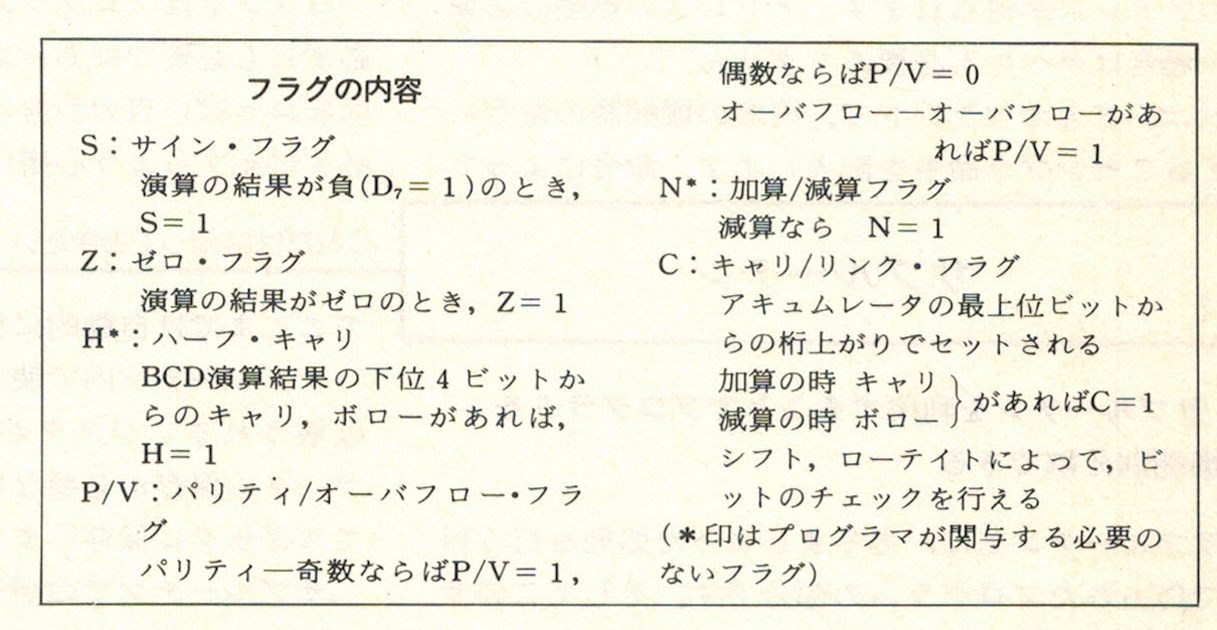 フラグの内容
S：サイン・フラグ
演算の結果が負(D₇＝1)のとき，
S＝1
Z：ゼロ・フラグ
演算の結果がゼロのとき，Z＝1
H*：ハーフ・キャリ
BCD演算結果の下位4ビットか
らのキャリ，ボローがあれば，
H＝1
P/V：パリティ/オーバフロー・フラ
グ
パリティ―奇数ならばP/V＝1，
偶数ならばP/V＝0
オーバフロー―オーバフローがあ
ればP/V＝1
N*：加算/減算フラグ
減算なら　N＝1
C：キャリ/リンク・フラグ
アキュムレータの最上位ビットか
らの桁上がりでセットされる
加算の時 キャリ
減算の時 ボロー}があればC＝1
シフト，ローテイトによって，ビ
ットのチェックを行える
(*印はプログラマが関与する必要の
ないフラグ)